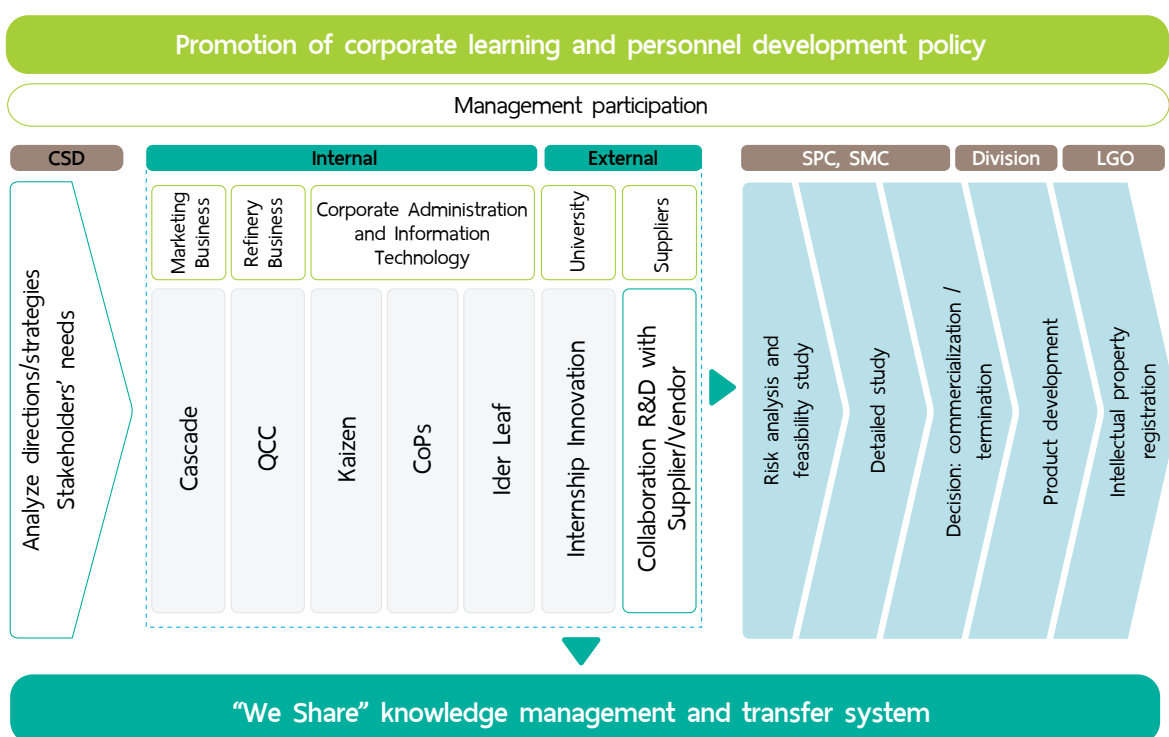 Promotion of corporate learning and personnel development policy
Management participation
CSD
Internal
External
SPC, SMC
Division
LGO
Analyze directions/strategies
Stakeholders' needs
Marketing
Business
Refinery
Business
Corporate Administration
and Information
Technology
University
Suppliers
Cascade
QCC
Kaizen
CoPs
Ider Leaf
Internship Innovation
Collaboration R&D with
Supplier/Vendor
Risk analysis and
feasibility study
Detailed study
Decision: commercialization /
termination
Product development
Intellectual property
registration
“We Share” knowledge management and transfer system